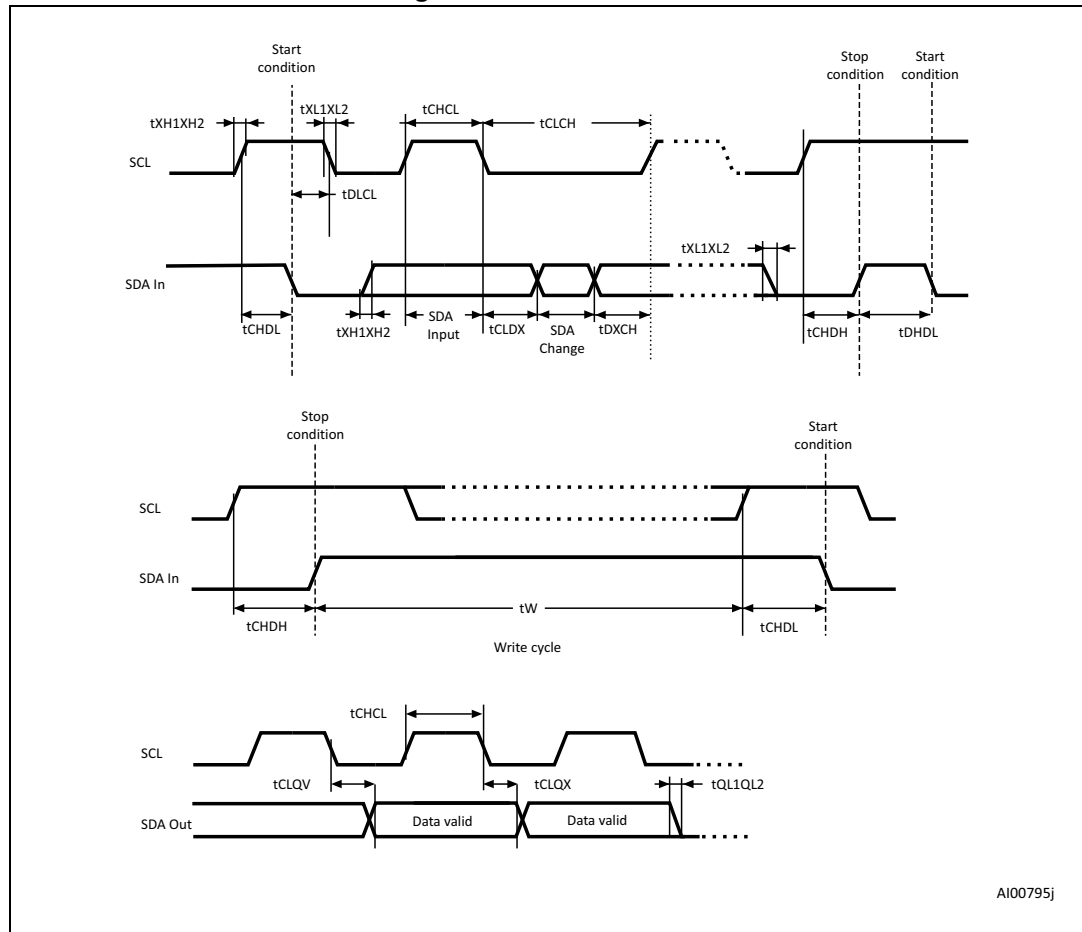 Start
condition
Stop
condition
Start
condition
tXH1XH2
tXL1XL2
tCHCL
tCLCH
SCL
tDLCL
tXL1XL2
SDA In
tCHDL
tXH1XH2
SDA
Input
tCLDX
SDA
Change
tDXCH
tCHDH
tDHDL
Stop
condition
Start
condition
SCL
SDA In
tCHDH
tW
tCHDL
Write cycle
tCHCL
SCL
tCLQV
tCLQX
tQL1QL2
SDA Out
Data valid
Data valid
AI00795j